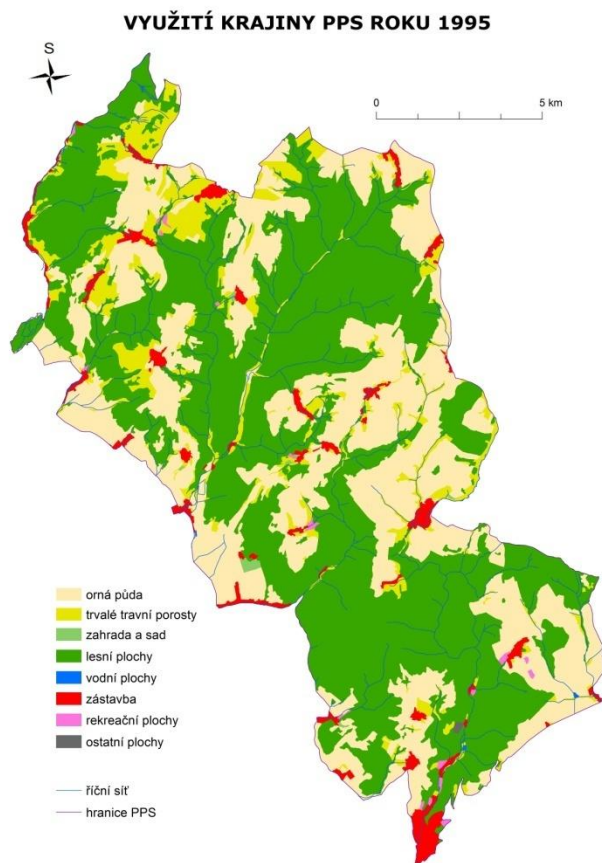 VYUŽITÍ KRAJINY PPS ROKU 1995
S
0 5 km
orná půda
trvalé travní porosty
zahrada a sad
lesní plochy
vodní plochy
zástavba
rekreační plochy
ostatní plochy
říční síť
hranice PPS